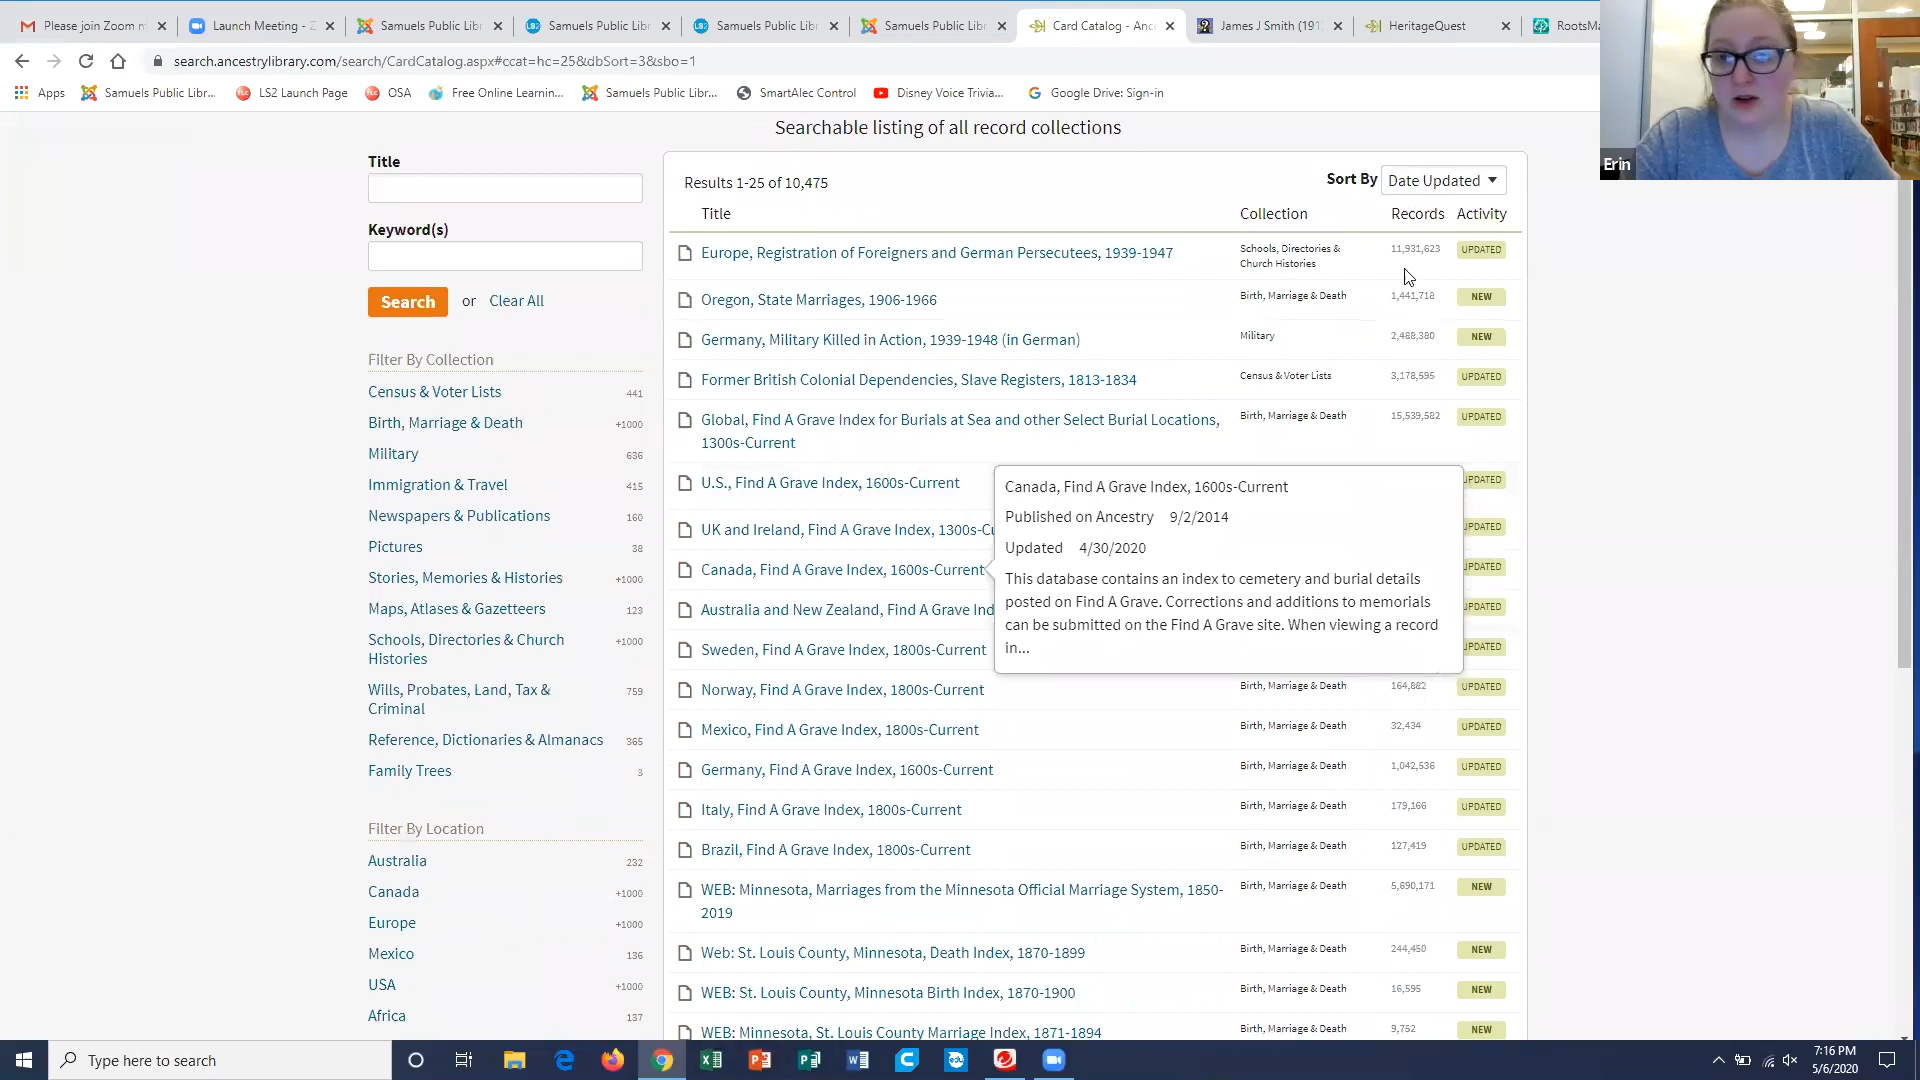 Please join Zoom m
Launch Meeting - Z
Samuels Public Libr
Samuels Public Libr
Samuels Public Libr
Samuels Public Libr
Card Catalog - Anc
James J Smith (191
HeritageQuest
RootsMa
search.ancestrylibrary.com/search/CardCatalog.aspx#ccat=hc=25&dbSort=3&sbo=1
Apps
Samuels Public Libr...
LS2 Launch Page
OSA
Free Online Learnin...
Samuels Public Libr...
SmartAlec Control
Disney Voice Trivia...
Google Drive: Sign-in
Erin
Searchable listing of all record collections
Title
Keyword(s)
Search or Clear All
Filter By Collection
Census & Voter Lists 441
Birth, Marriage & Death +1000
Military 636
Immigration & Travel 415
Newspapers & Publications 160
Pictures 38
Stories, Memories & Histories +1000
Maps, Atlases & Gazetteers 123
Schools, Directories & Church +1000
Histories
Wills, Probates, Land, Tax & 759
Criminal
Reference, Dictionaries & Almanacs 365
Family Trees 3
Filter By Location
Australia 232
Canada +1000
Europe +1000
Mexico 136
USA +1000
Africa 137
Results 1-25 of 10,475
Sort By Date Updated
Title Collection Records Activity
Europe, Registration of Foreigners and German Persecutees, 1939-1947 Schools, Directories & 11,931,623 UPDATED
Church Histories
Oregon, State Marriages, 1906-1966 Birth, Marriage & Death 1,441,718 NEW
Germany, Military Killed in Action, 1939-1948 (in German) Military 2,488,380 NEW
Former British Colonial Dependencies, Slave Registers, 1813-1834 Census & Voter Lists 3,178,595 UPDATED
Global, Find A Grave Index for Burials at Sea and other Select Burial Locations, Birth, Marriage & Death 15,539,582 UPDATED
1300s-Current
U.S., Find A Grave Index, 1600s-Current UPDATED
UK and Ireland, Find A Grave Index, 1300s-Cu UPDATED
Canada, Find A Grave Index, 1600s-Current UPDATED
Australia and New Zealand, Find A Grave Ind UPDATED
Sweden, Find A Grave Index, 1800s-Current UPDATED
Canada, Find A Grave Index, 1600s-Current
Published on Ancestry 9/2/2014
Updated 4/30/2020
This database contains an index to cemetery and burial details
posted on Find A Grave. Corrections and additions to memorials
can be submitted on the Find A Grave site. When viewing a record
in...
Norway, Find A Grave Index, 1800s-Current Birth, Marriage & Death 164,882 UPDATED
Mexico, Find A Grave Index, 1800s-Current Birth, Marriage & Death 32,434 UPDATED
Germany, Find A Grave Index, 1600s-Current Birth, Marriage & Death 1,042,536 UPDATED
Italy, Find A Grave Index, 1800s-Current Birth, Marriage & Death 179,166 UPDATED
Brazil, Find A Grave Index, 1800s-Current Birth, Marriage & Death 127,419 UPDATED
WEB: Minnesota, Marriages from the Minnesota Official Marriage System, 1850- Birth, Marriage & Death 5,690,171 NEW
2019
Web: St. Louis County, Minnesota, Death Index, 1870-1899 Birth, Marriage & Death 244,450 NEW
WEB: St. Louis County, Minnesota Birth Index, 1870-1900 Birth, Marriage & Death 16,595 NEW
WEB: Minnesota, St. Louis County Marriage Index, 1871-1894 Birth, Marriage & Death 9,752 NEW
Type here to search
7:16 PM
5/6/2020